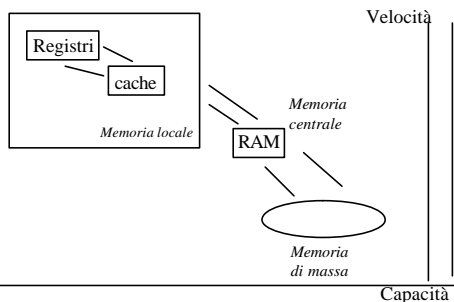 Velocità
Registri
cache
Memoria locale
Memoria
centrale
RAM
Memoria
di massa
Capacità